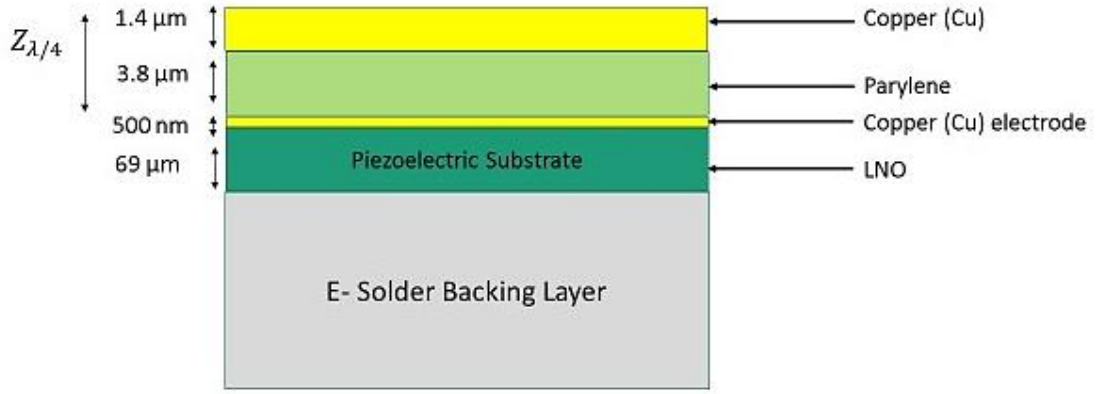 1.4 µm
Copper (Cu)
Z_{λ/4}
3.8 µm
Parylene
500 nm
Copper (Cu) electrode
69 µm
Piezoelectric Substrate
LNO
E- Solder Backing Layer